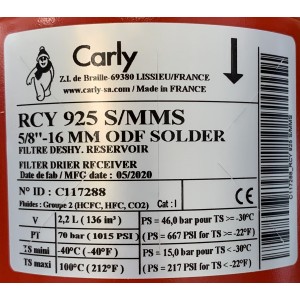 Carly
Z.I. de Braille-69380 LISSIEU/FRANCE
www.carly-sa.com / MADE IN FRANCE
RCY 925 S/MMS
5/8"-16 MM ODF SOLDER
FILTRE DESHY. RESERVOIR
FILTER DRIER RECEIVER
Date de fab / MFG date : 05/2020
N° ID : C117288
Fluides : Groupe 2 (HCFC, HFC, CO2) Cat : I
V 2,2 L (136 in³) PS = 46,0 bar pour TS >= -30°C
PT 70 bar (1015 PSI) (PS = 667 PSI for TS >= -22°F)
TS mini -40°C (-40°F) PS = 15,0 bar pour TS < -30°C
TS maxi 100°C (212°F) (PS = 217 PSI for TS < -22°F)